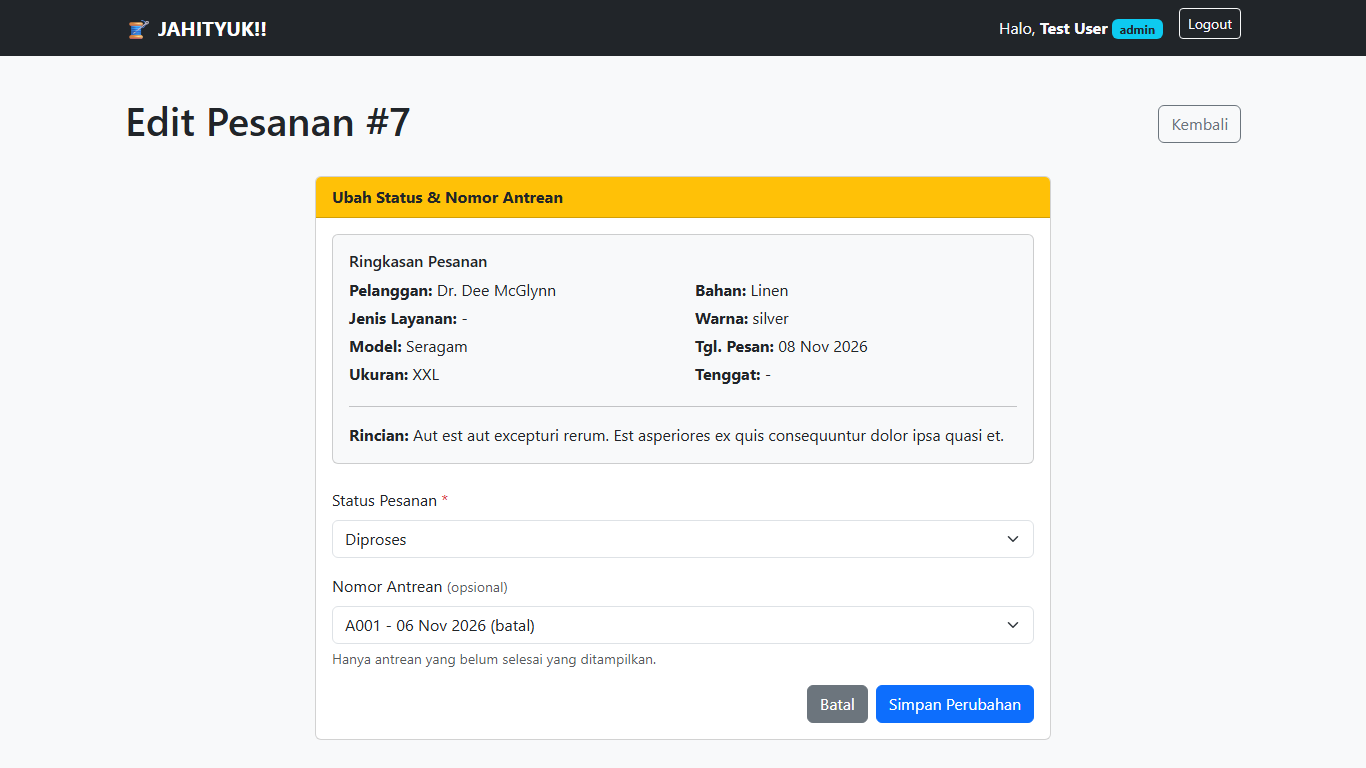 JAHITYUK!!
Halo, Test User admin
Logout
Edit Pesanan #7
Kembali
Ubah Status & Nomor Antrean
Ringkasan Pesanan
Pelanggan: Dr. Dee McGlynn
Bahan: Linen
Jenis Layanan: -
Warna: silver
Model: Seragam
Tgl. Pesan: 08 Nov 2026
Ukuran: XXL
Tenggat: -
Rincian: Aut est aut excepturi rerum. Est asperiores ex quis consequuntur dolor ipsa quasi et.
Status Pesanan *
Diproses
Nomor Antrean (opsional)
A001 - 06 Nov 2026 (batal)
Hanya antrean yang belum selesai yang ditampilkan.
Batal
Simpan Perubahan